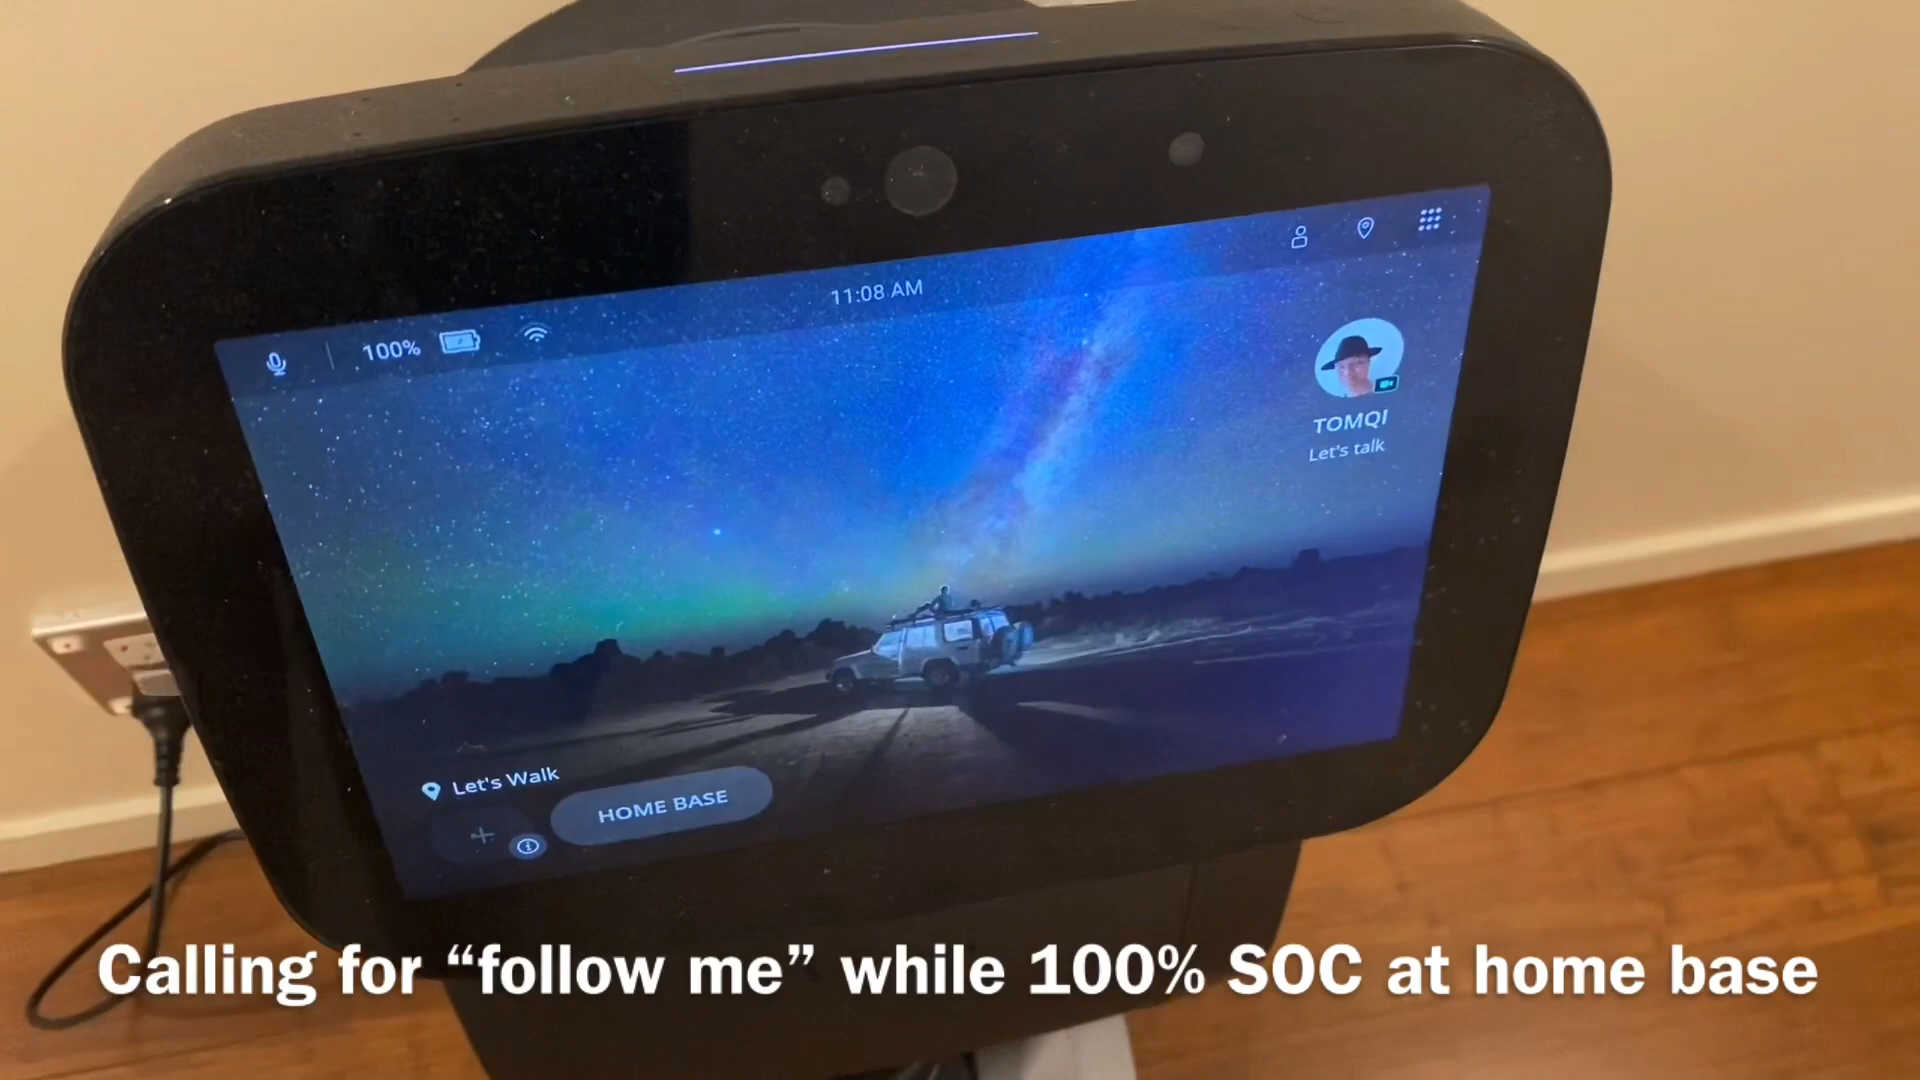 11:08 AM
100%
TOMQI
Let's talk
Let's Walk
HOME BASE
Calling for “follow me” while 100% SOC at home base